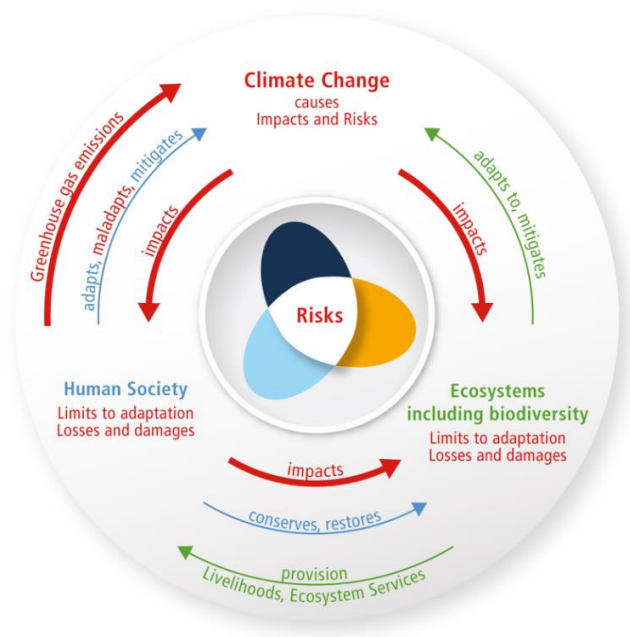 Climate Change
causes
Impacts and Risks
Greenhouse gas emissions
adapts, maladapts, mitigates
impacts
impacts
adapts to, mitigates
Risks
Human Society
Limits to adaptation
Losses and damages
Ecosystems
including biodiversity
Limits to adaptation
Losses and damages
impacts
conserves, restores
provision
Livelihoods, Ecosystem Services